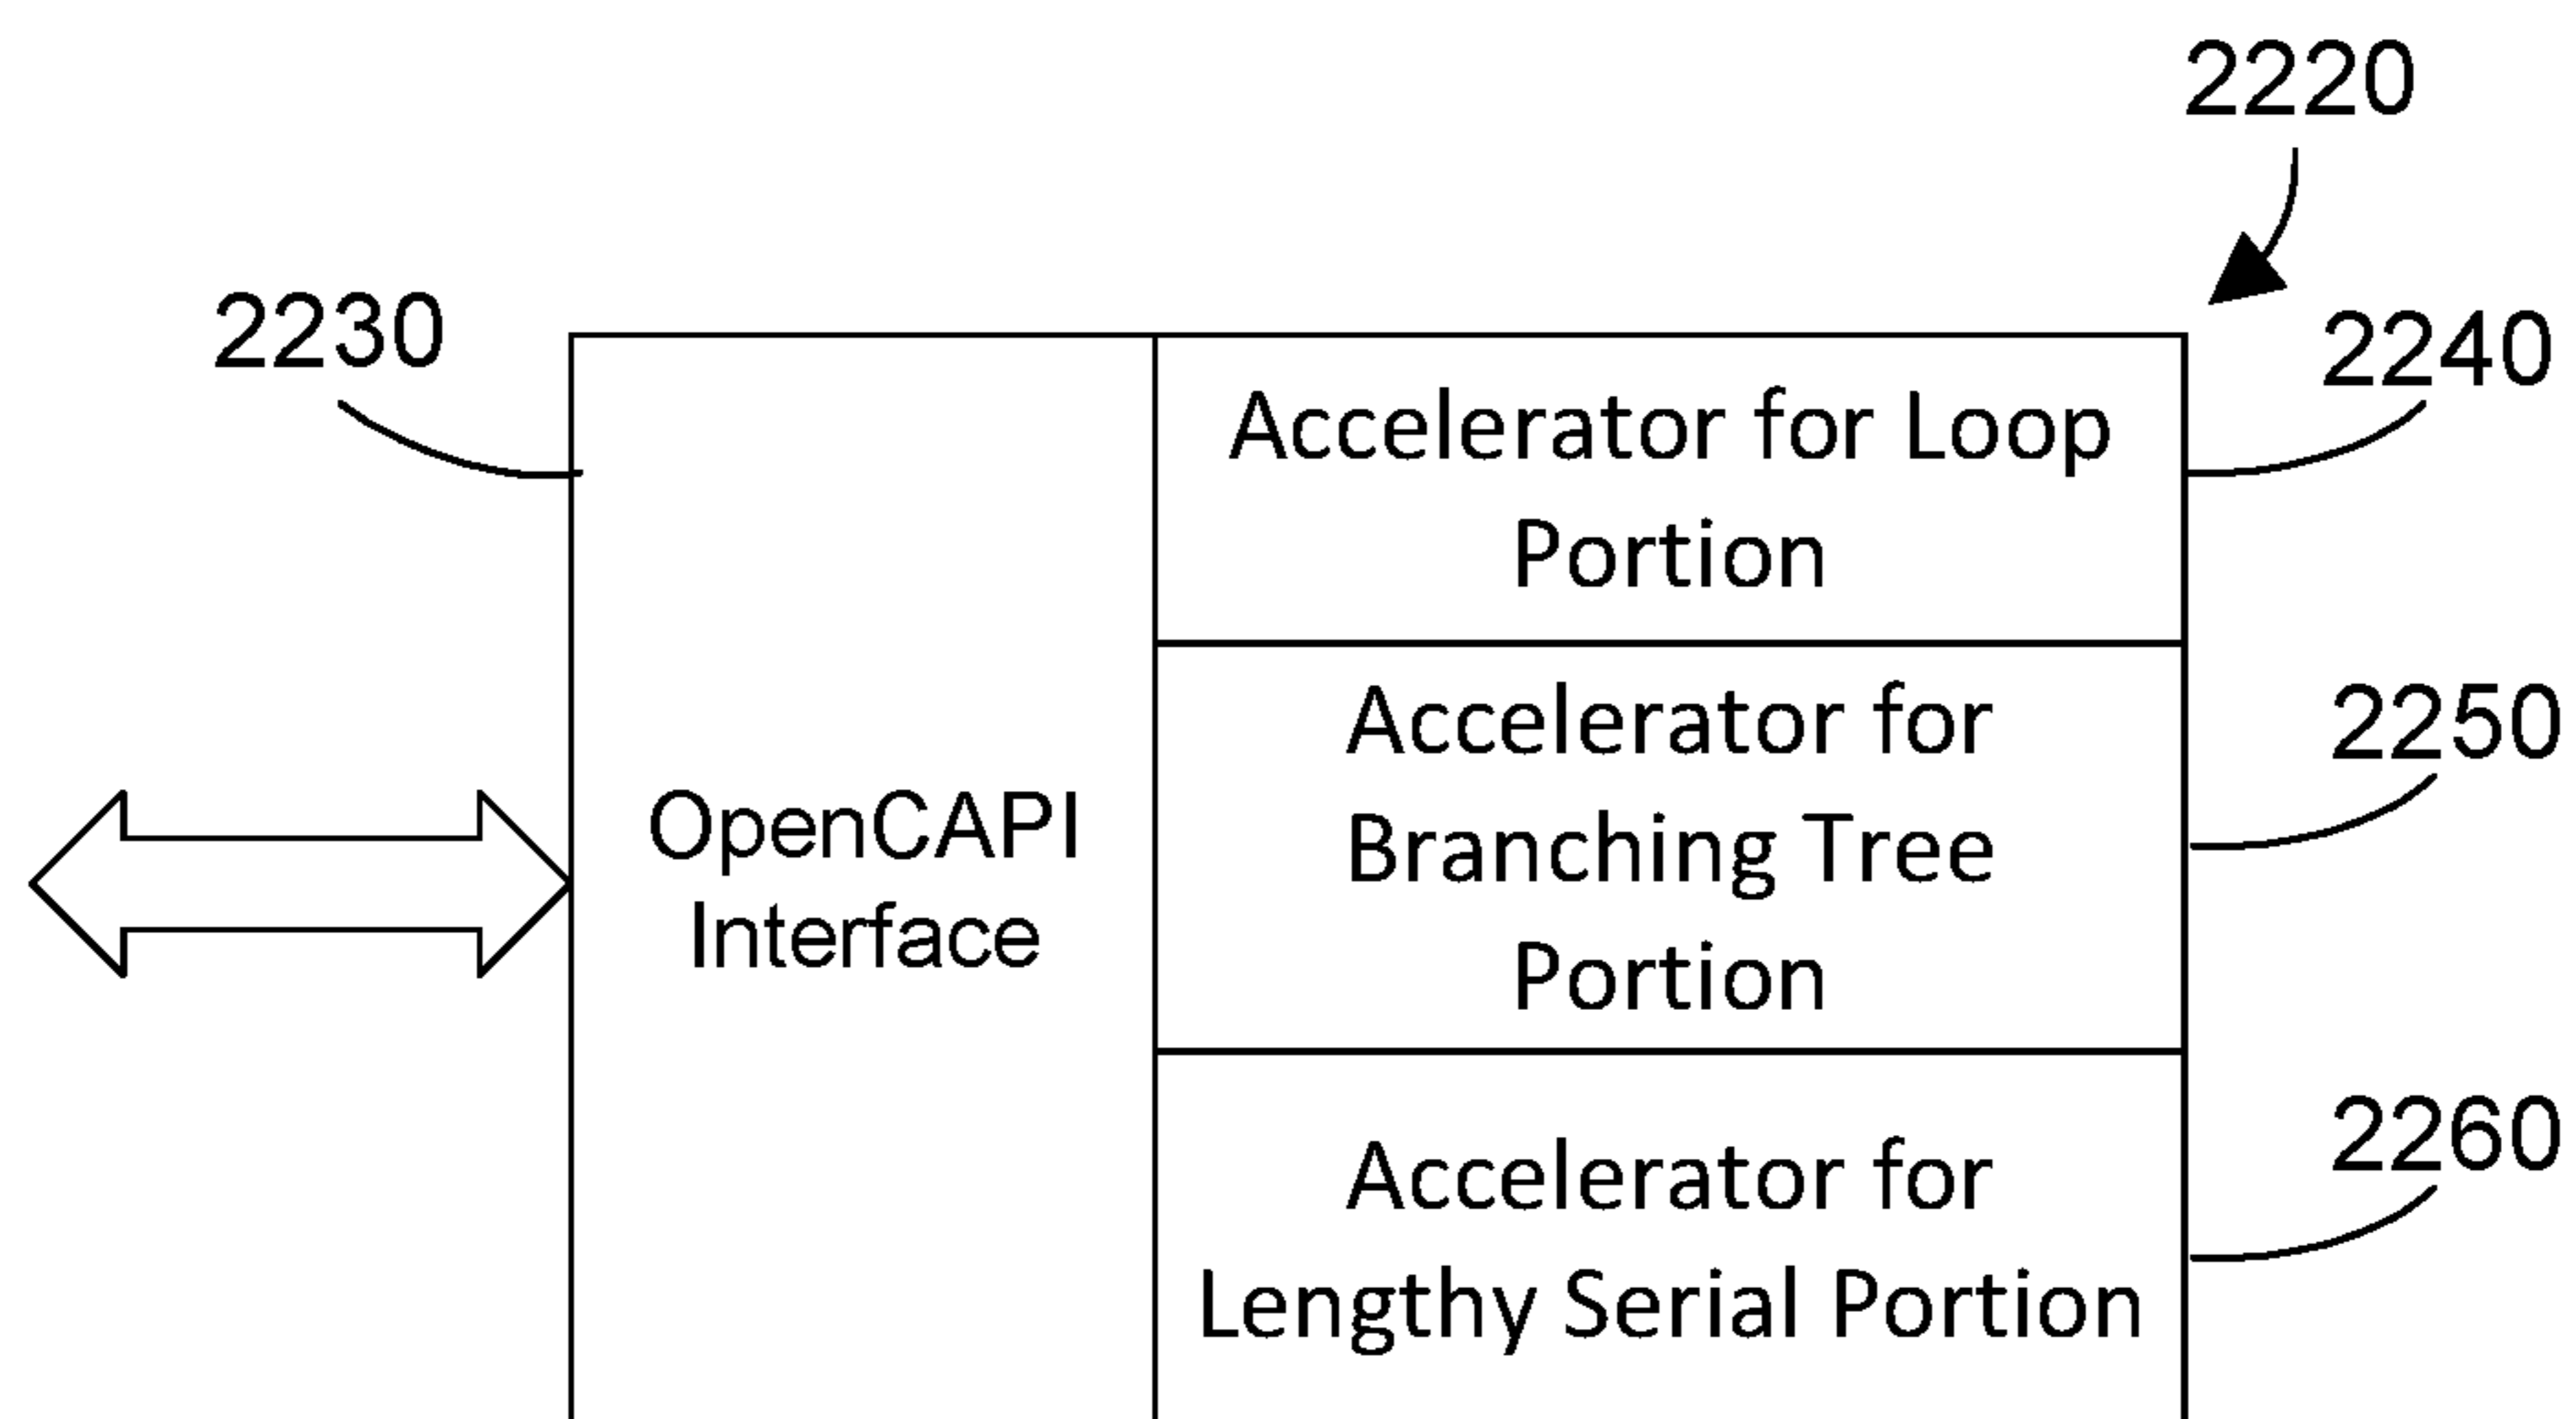 2220
2230
2240
Accelerator for Loop
Portion
2250
Accelerator for
Branching Tree
Portion
OpenCAPI
Interface
2260
Accelerator for
Lengthy Serial Portion